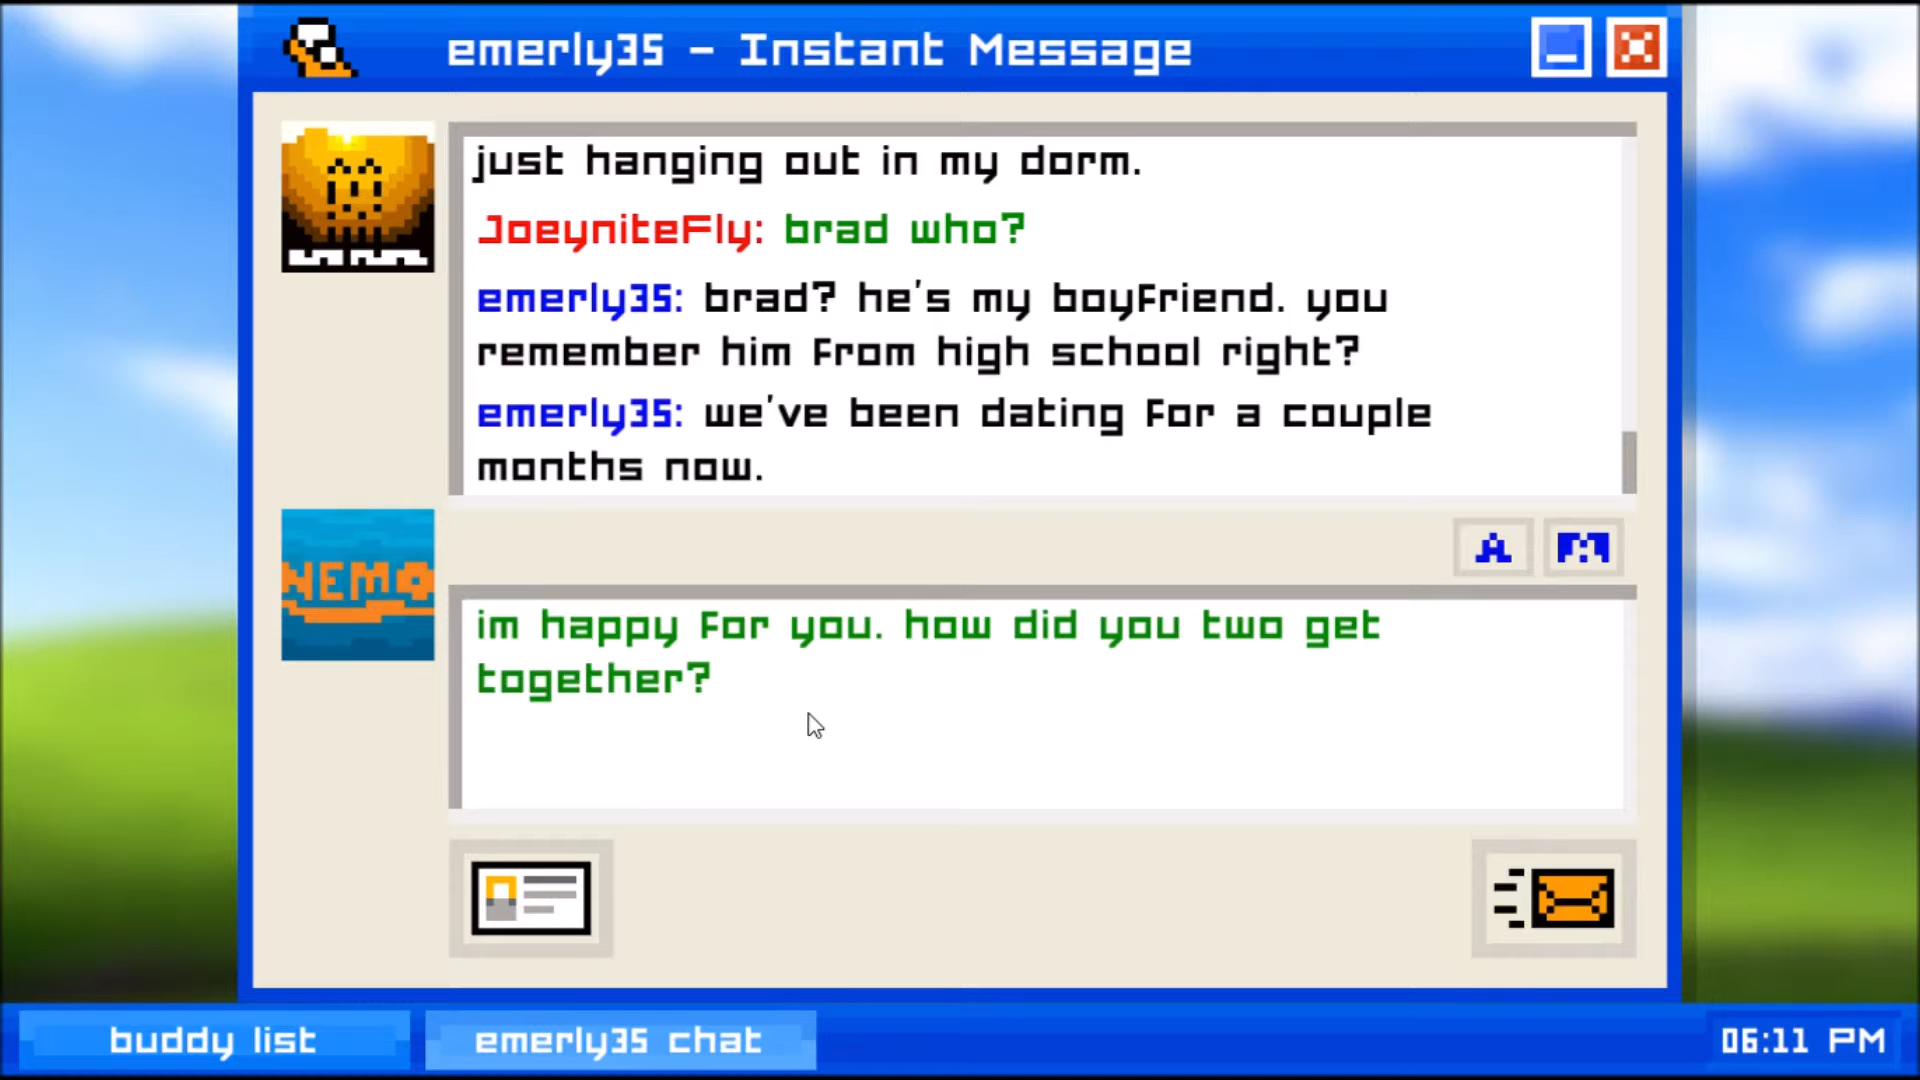 emerly35 - Instant Message
just hanging out in my dorm.
JoeyniteFly: brad who?
emerly35: brad? he's my boyfriend. you
remember him from high school right?
emerly35: we've been dating for a couple
months now.
NEMO
A M
im happy for you. how did you two get
together?
buddy list
emerly35 chat
06:11 PM